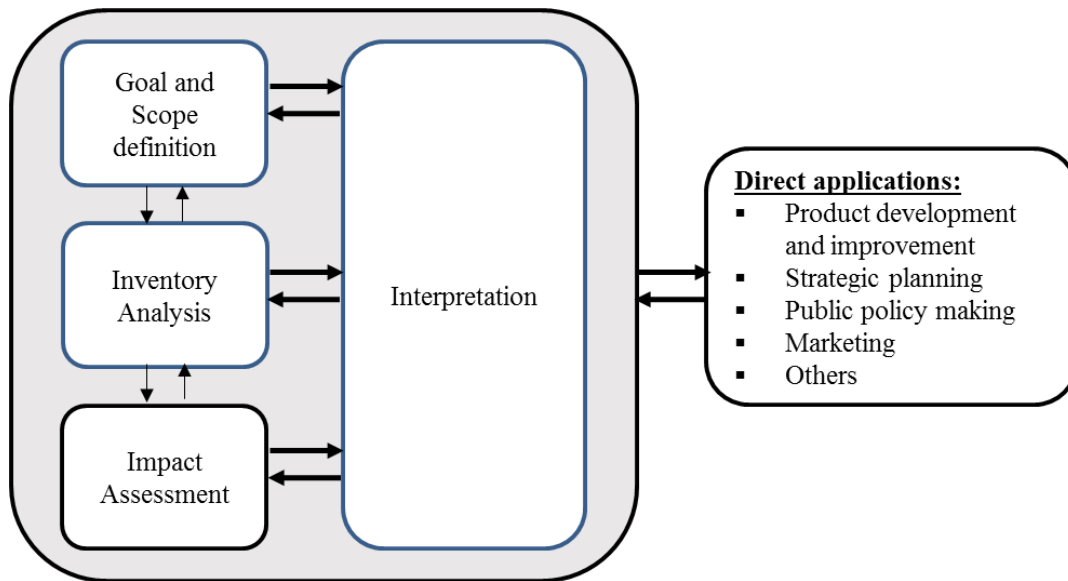 Goal and
Scope
definition
Inventory
Analysis
Impact
Assessment
Interpretation
Direct applications:
▪ Product development
and improvement
▪ Strategic planning
▪ Public policy making
▪ Marketing
▪ Others